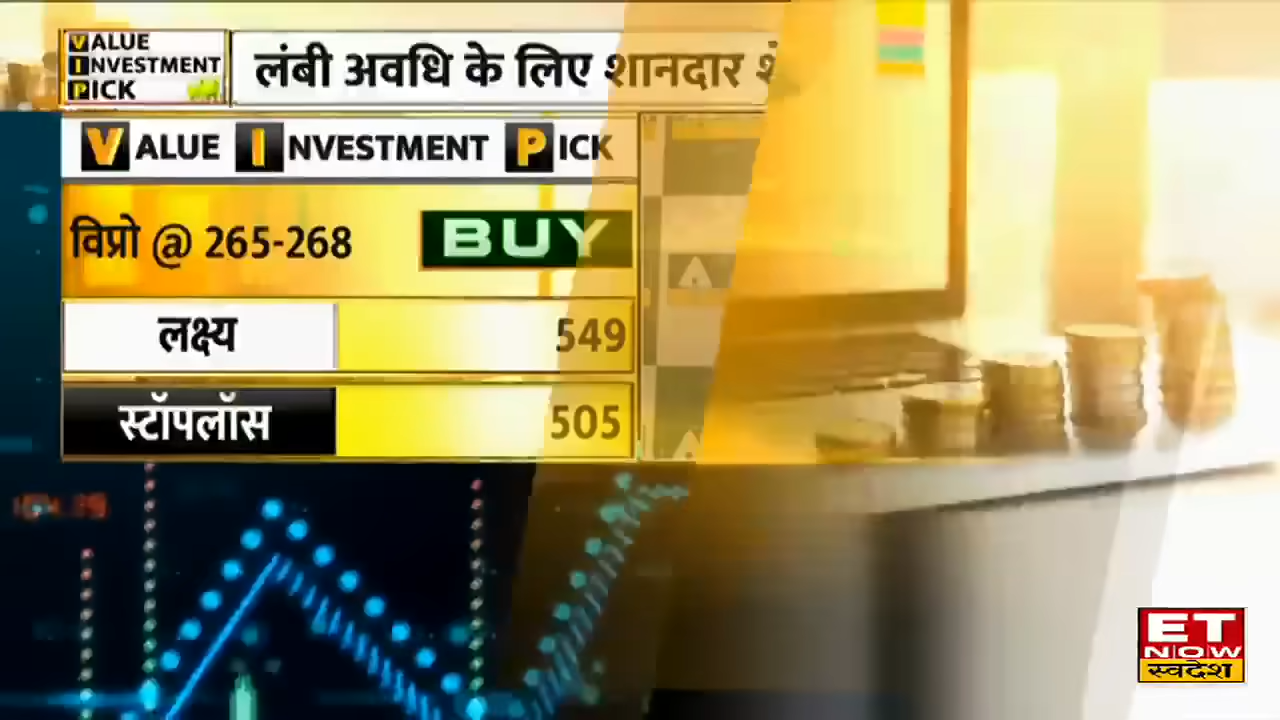 VALUE
INVESTMENT
PICK
लंबी अवधि के लिए शानदार
VALUE INVESTMENT PICK
विप्रो @ 265-268
BUY
लक्ष्य
549
स्टॉपलॉस
505
ET
NOW
स्वदेश